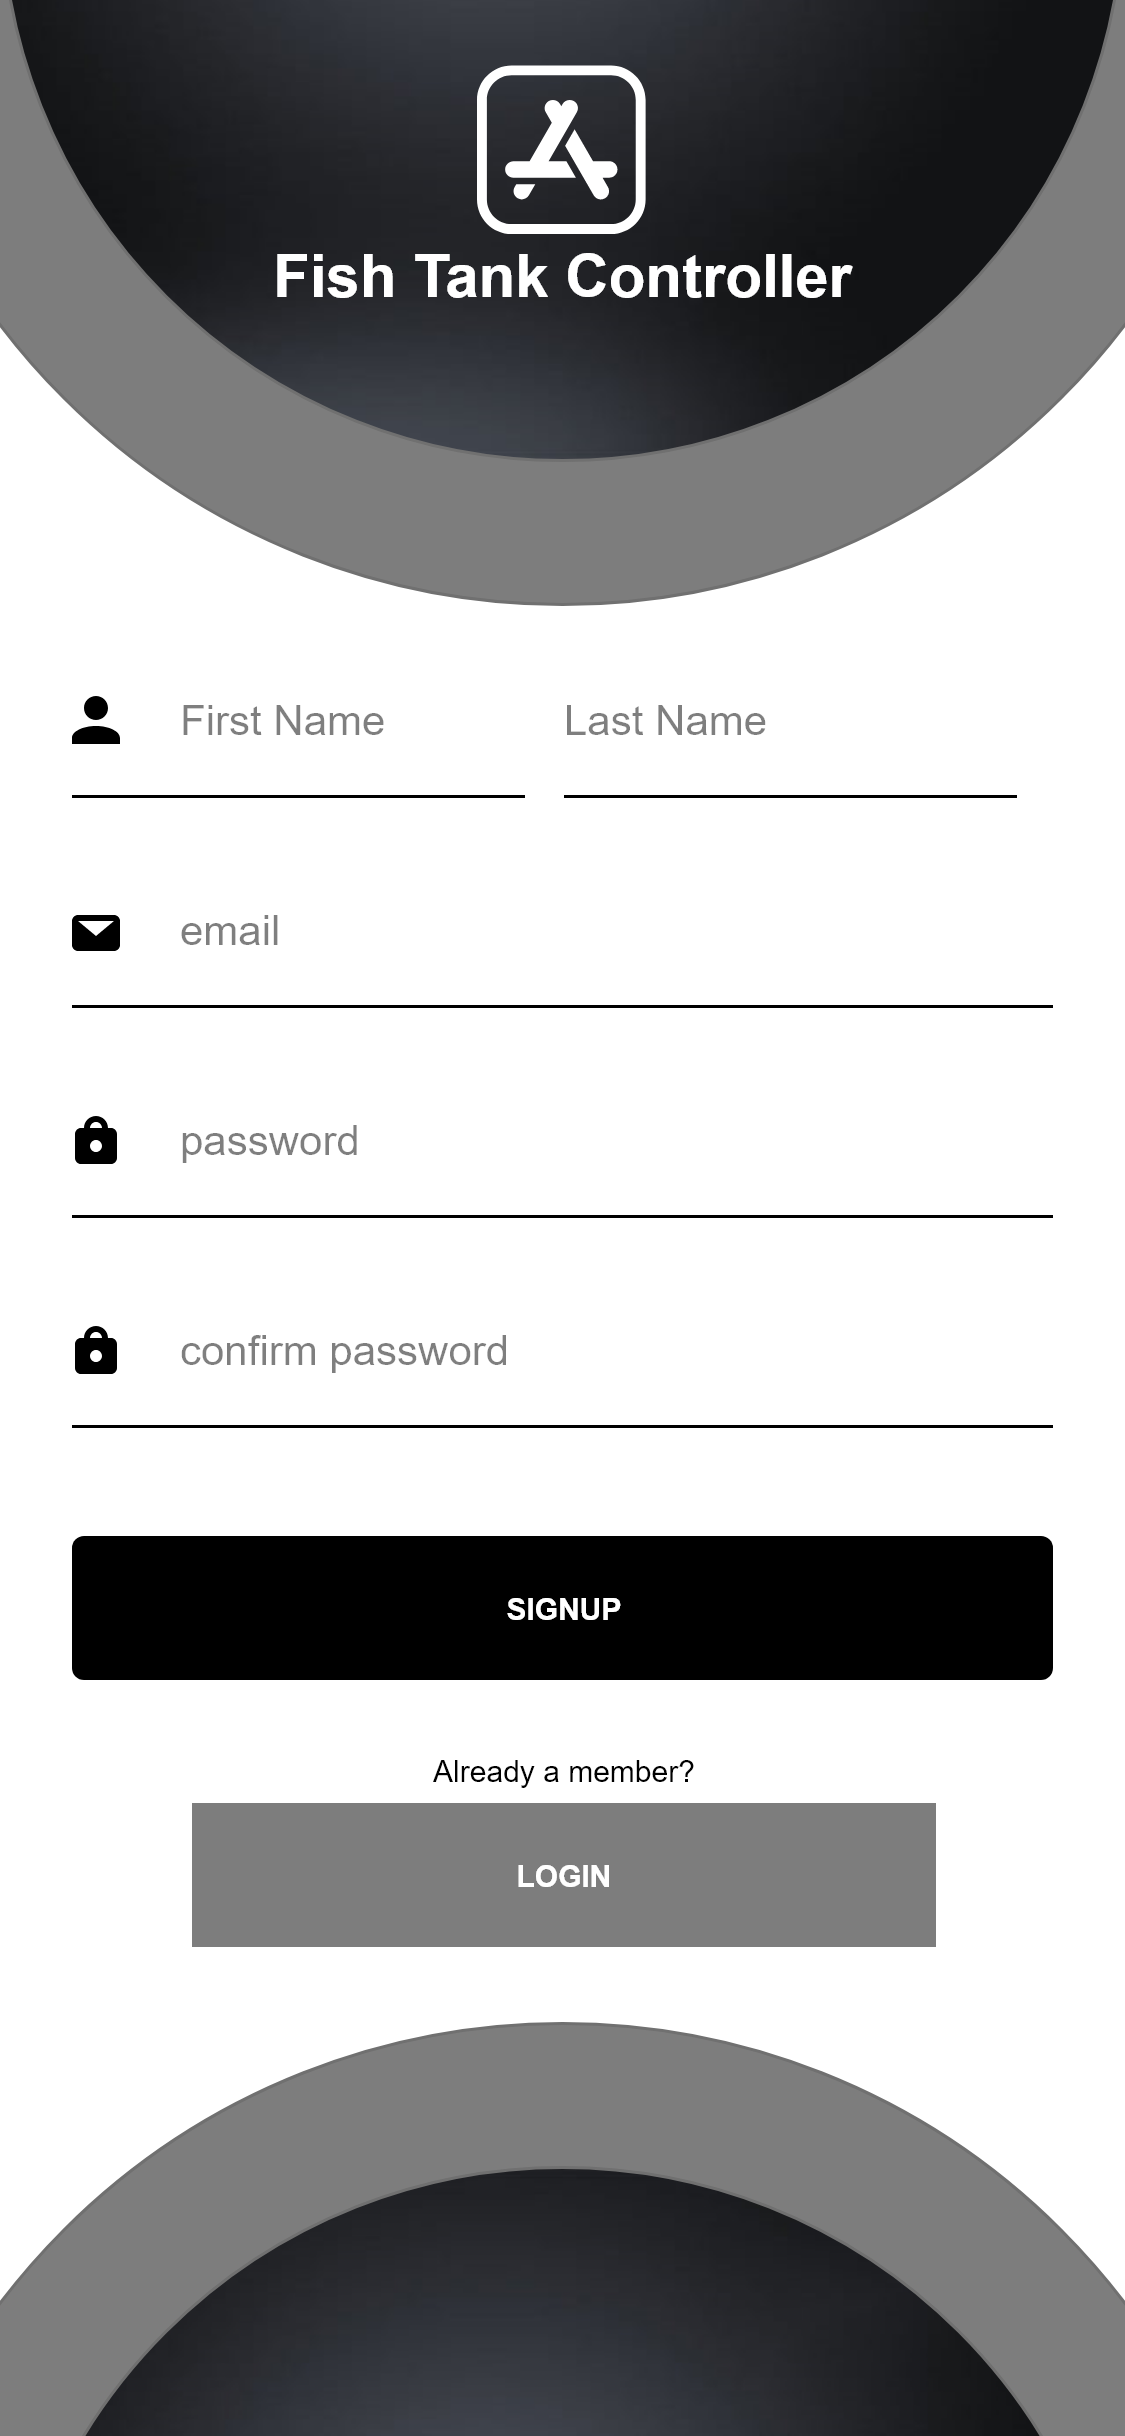 Fish Tank Controller
First Name Last Name
email
password
confirm password
SIGNUP
Already a member?
LOGIN